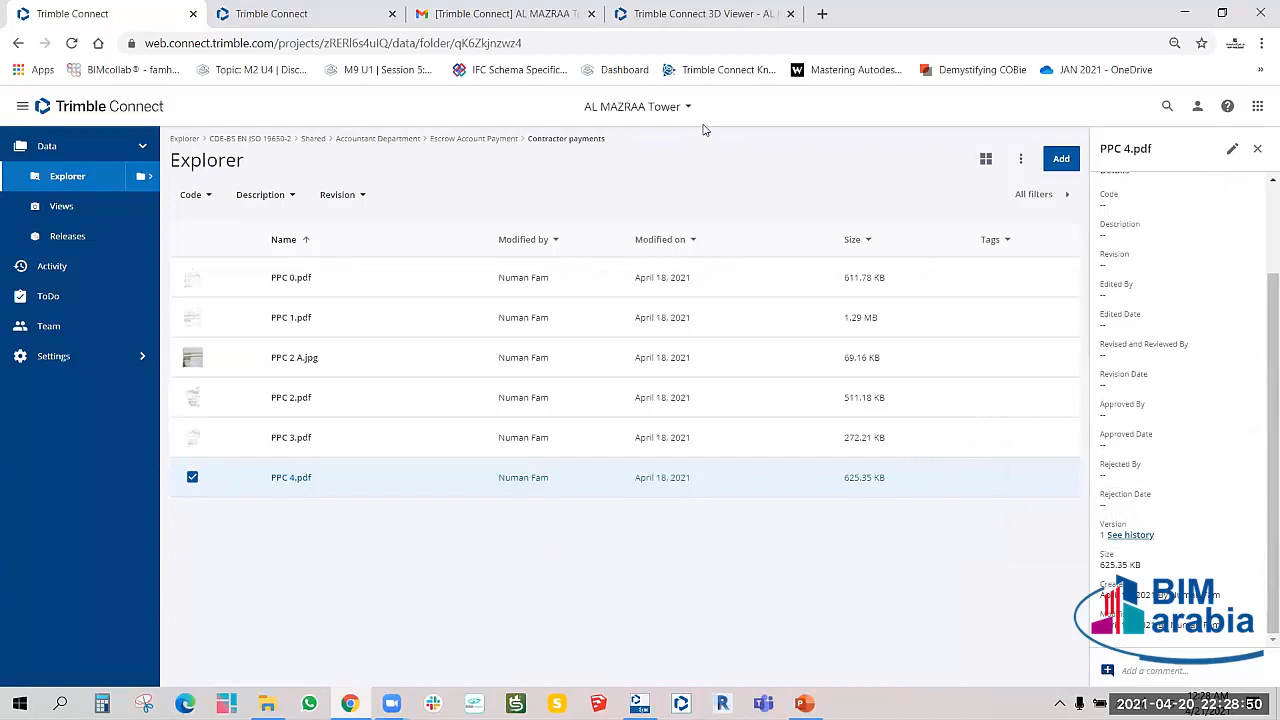 Trimble Connect
Trimble Connect
[Trimble Connect] AL MAZRAA To
Trimble Connect 3D Viewer - AL
web.connect.trimble.com/projects/zRERl6s4uIQ/data/folder/qK6Zkjnzwz4
Apps
BIMcollab® - famh...
Topic: M2 U4 | Disc...
M9 U1 | Session 5:...
IFC Schema Specific...
Dashboard
Trimble Connect Kn...
Mastering Autodes...
Demystifying COBie
JAN 2021 - OneDrive
»
Trimble Connect
AL MAZRAA Tower
Data
Explorer
Views
Releases
Activity
ToDo
Team
Settings
Explorer > CDE-BS EN ISO 19650-2 > Shared > Accountant Department > Escrow Account Payment > Contractor payments
Explorer
Add
Code
Description
Revision
All filters
Name
Modified by
Modified on
Size
Tags
PPC 0.pdf Numan Fam April 18, 2021 611.78 KB
PPC 1.pdf Numan Fam April 18, 2021 1.29 MB
PPC 2 A.jpg Numan Fam April 18, 2021 69.16 KB
PPC 2.pdf Numan Fam April 18, 2021 511.18 KB
PPC 3.pdf Numan Fam April 18, 2021 272.21 KB
PPC 4.pdf Numan Fam April 18, 2021 625.35 KB
PPC 4.pdf
Code
--
Description
--
Revision
--
Edited By
--
Edited Date
--
Revised and Reviewed By
--
Revision Date
--
Approved By
--
Approved Date
--
Rejected By
--
Rejection Date
--
Version
1 See history
Size
625.35 KB
BIM
arabia
Add a comment...
12:28 AM
2021-04-20 22:28:50